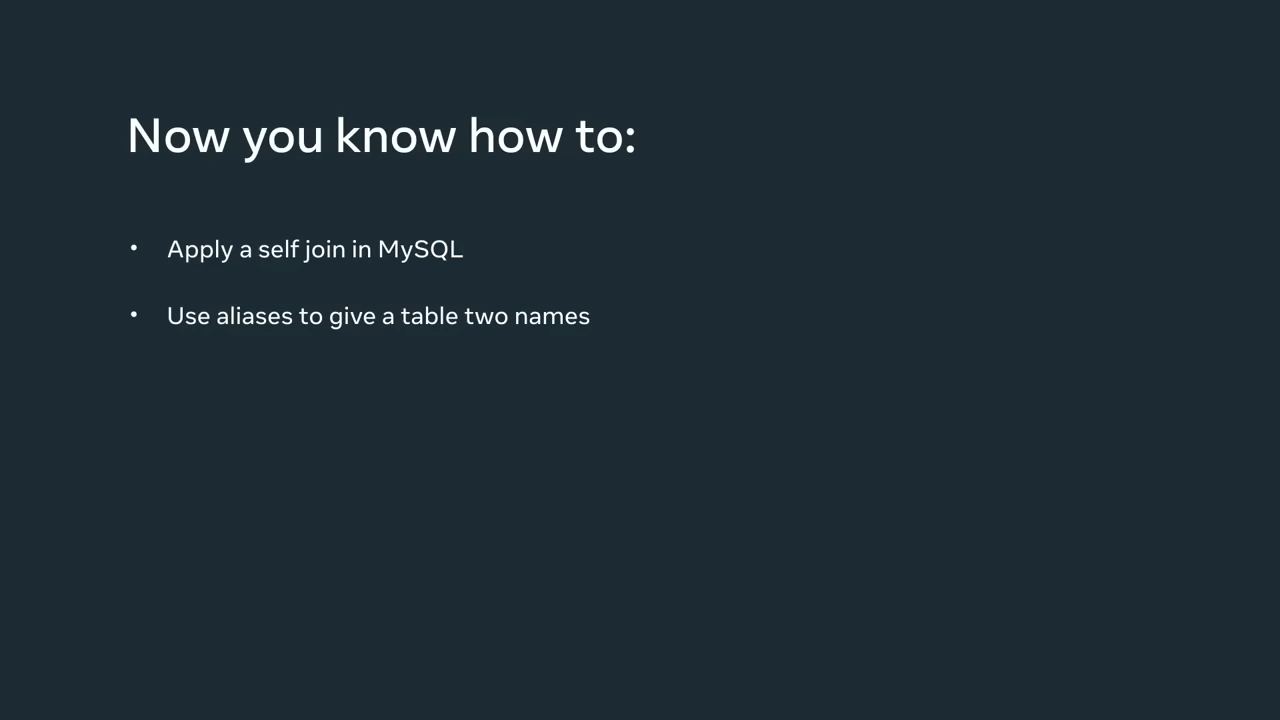 Now you know how to:
• Apply a self join in MySQL
• Use aliases to give a table two names